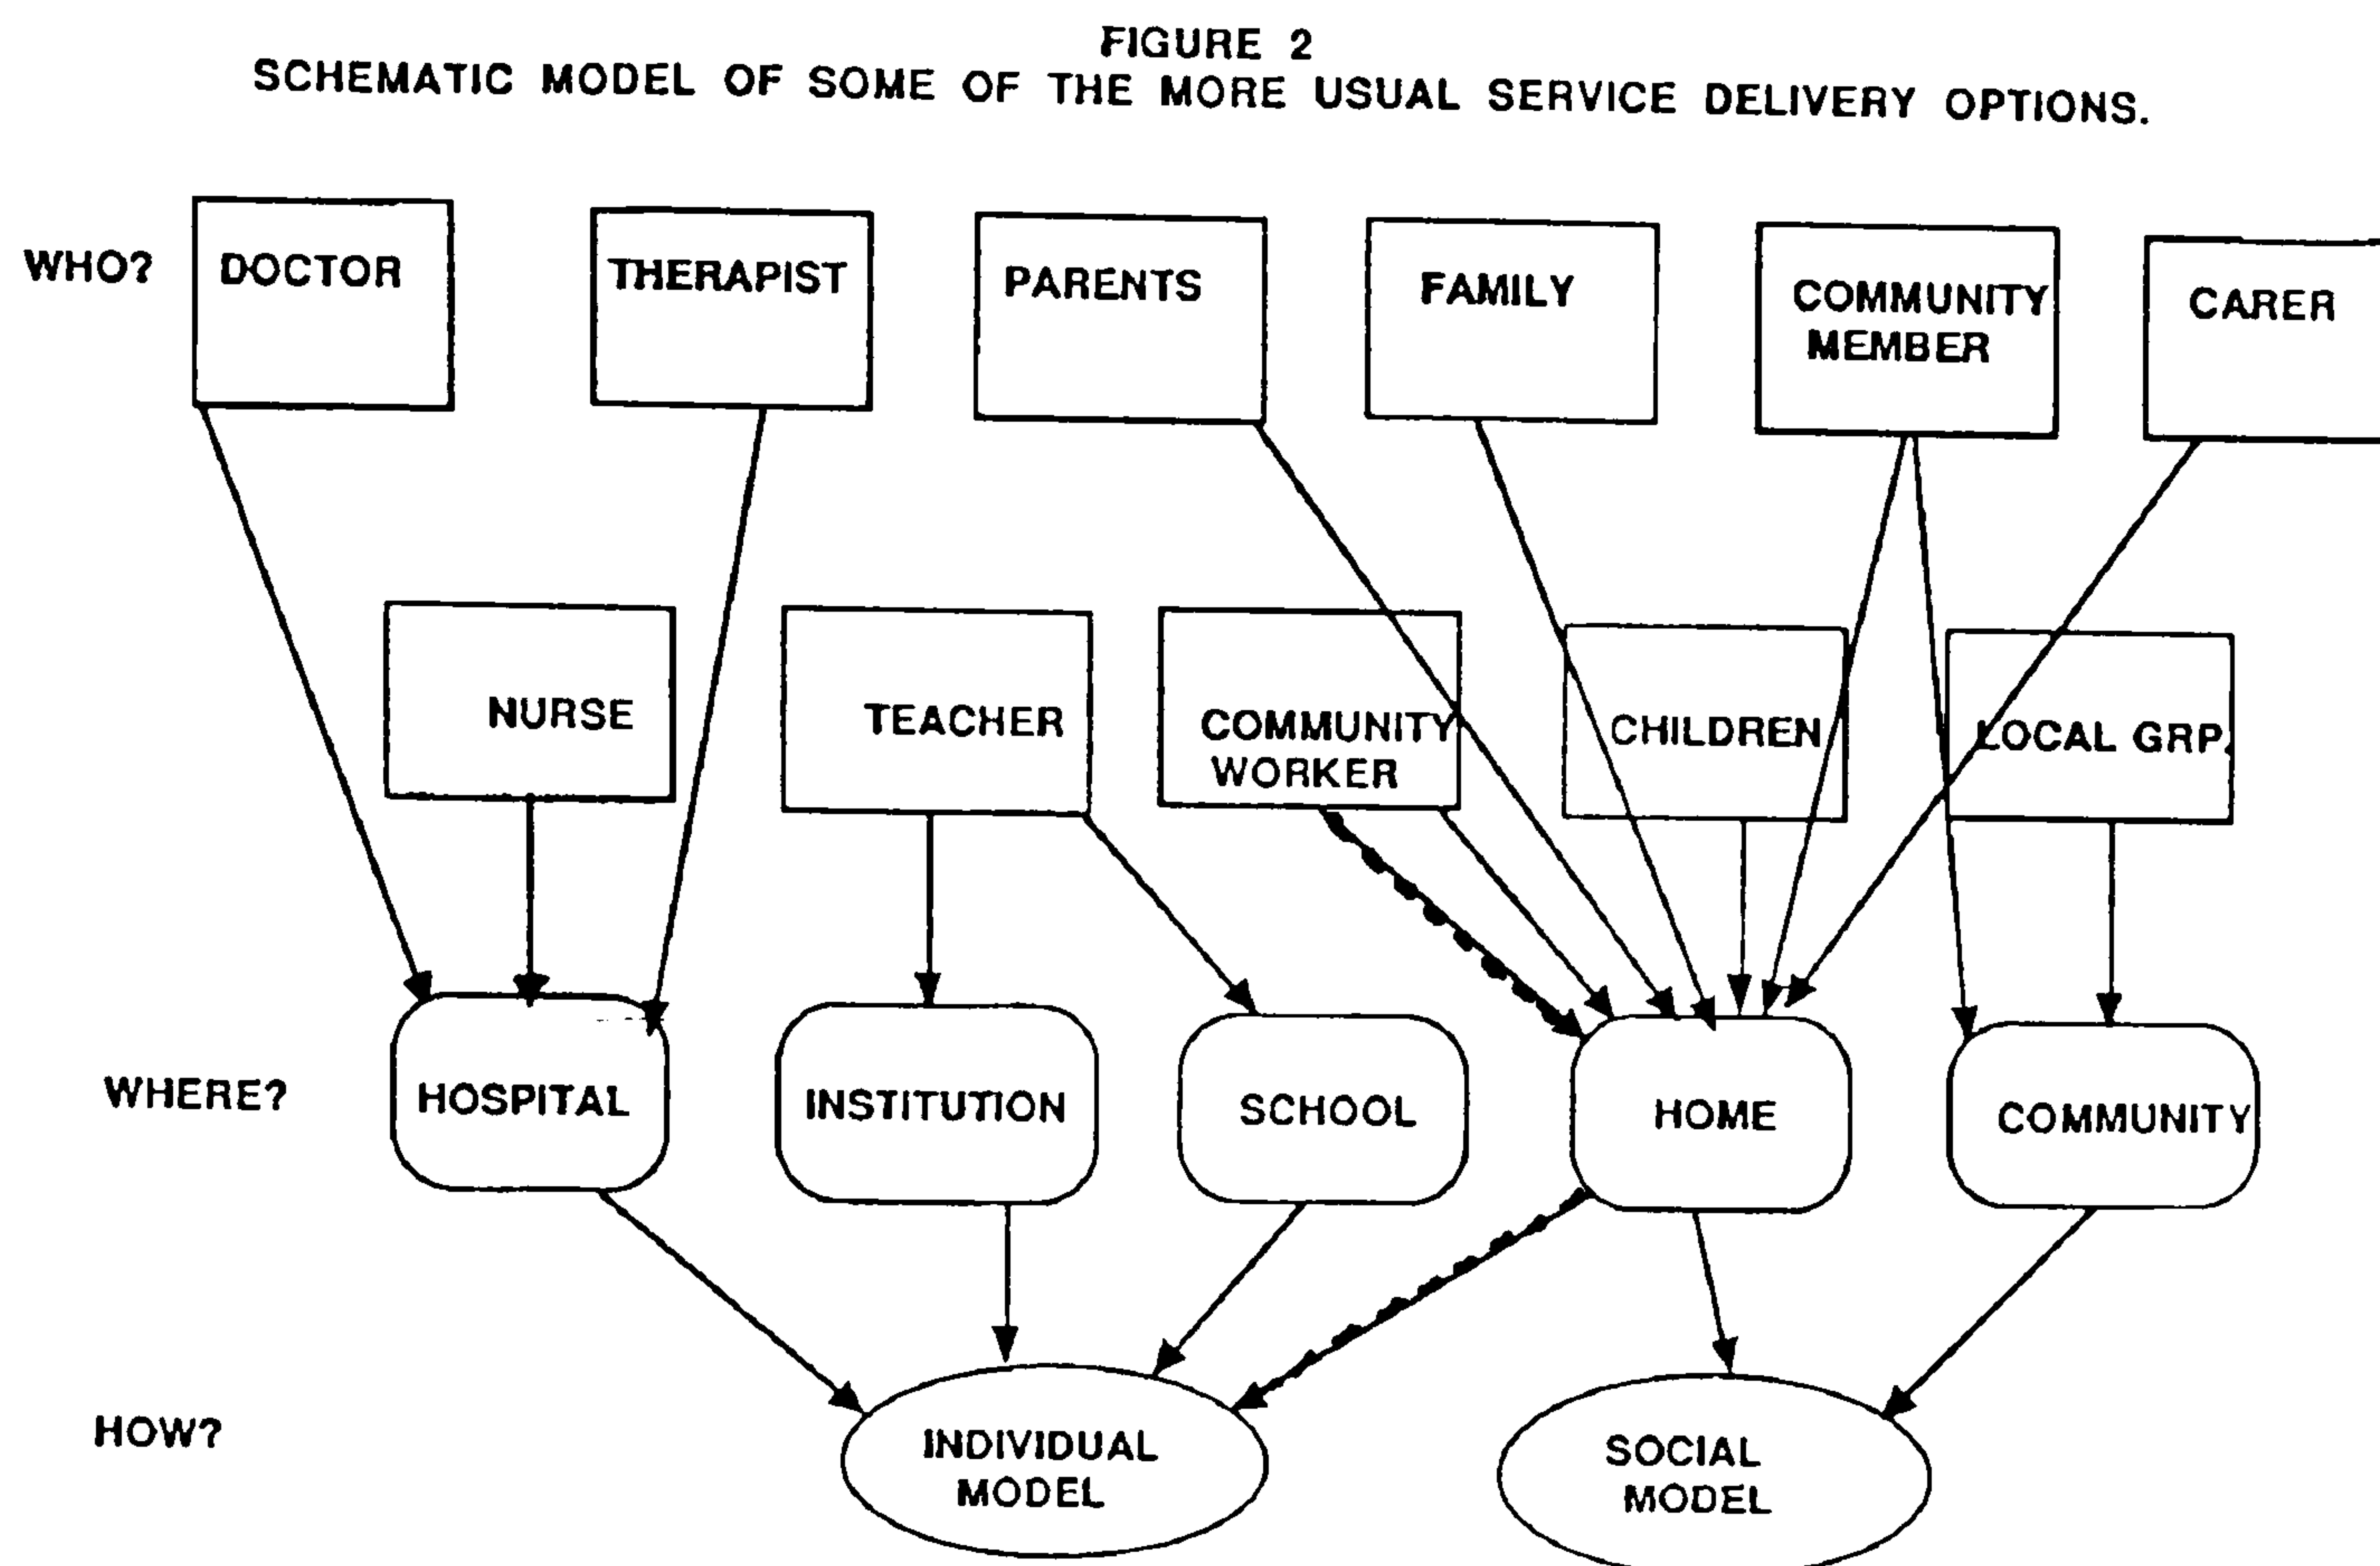 FIGURE 2
SCHEMATIC MODEL OF SOME OF THE MORE USUAL SERVICE DELIVERY OPTIONS.
WHO?
DOCTOR
THERAPIST
PARENTS
FAMILY
COMMUNITY
MEMBER
CARER
NURSE
TEACHER
COMMUNITY
WORKER
CHILDREN
LOCAL GRP.
WHERE?
HOSPITAL
INSTITUTION
SCHOOL
HOME
COMMUNITY
HOW?
INDIVIDUAL
MODEL
SOCIAL
MODEL